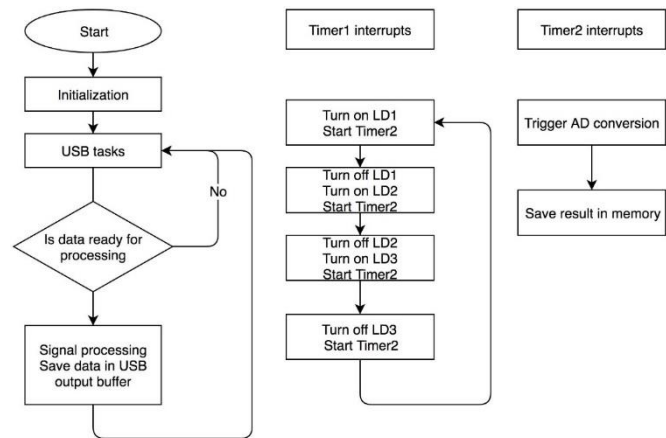 Start
Initialization
USB tasks
No
Is data ready for
processing
Signal processing
Save data in USB
output buffer
Timer1 interrupts
Turn on LD1
Start Timer2
Turn off LD1
Turn on LD2
Start Timer2
Turn off LD2
Turn on LD3
Start Timer2
Turn off LD3
Start Timer2
Timer2 interrupts
Trigger AD conversion
Save result in memory